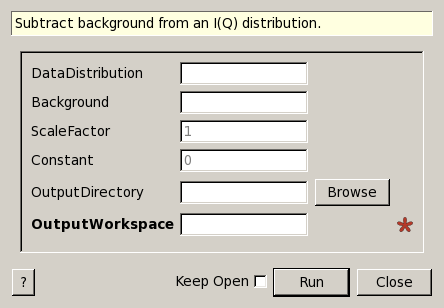 Subtract background from an I(Q) distribution.
DataDistribution
Background
ScaleFactor 1
Constant 0
OutputDirectory Browse
OutputWorkspace *
? Keep Open Run Close